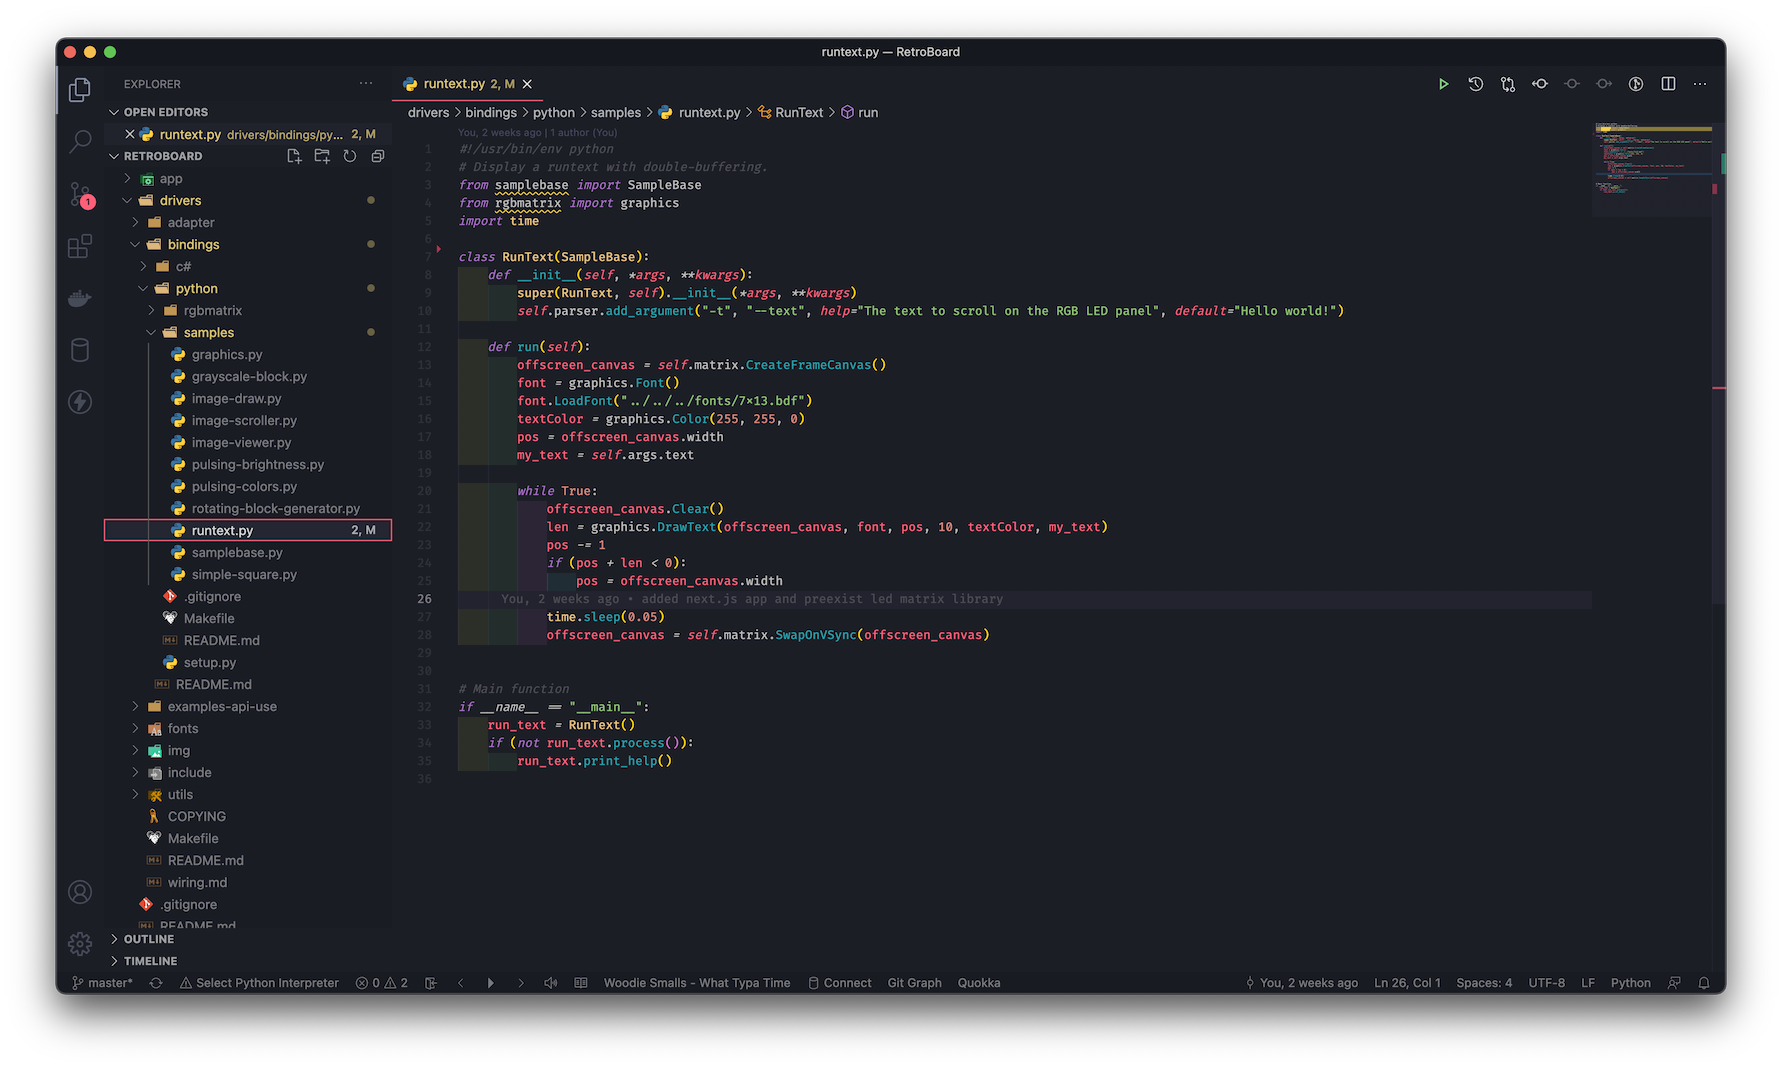 runtext.py — RetroBoard
EXPLORER
OPEN EDITORS
runtext.py drivers/bindings/py... 2, M
RETROBOARD
app
drivers
adapter
bindings
c#
python
rgbmatrix
samples
graphics.py
grayscale-block.py
image-draw.py
image-scroller.py
image-viewer.py
pulsing-brightness.py
pulsing-colors.py
rotating-block-generator.py
runtext.py 2, M
samplebase.py
simple-square.py
.gitignore
Makefile
README.md
setup.py
README.md
examples-api-use
fonts
img
include
utils
COPYING
Makefile
README.md
wiring.md
.gitignore
README.md
OUTLINE
TIMELINE
1
runtext.py 2, M
drivers > bindings > python > samples > runtext.py > RunText > run
You, 2 weeks ago | 1 author (You)
1 #!/usr/bin/env python
2 # Display a runtext with double-buffering.
3 from samplebase import SampleBase
4 from rgbmatrix import graphics
5 import time
6
7 class RunText(SampleBase):
8 def __init__(self, *args, **kwargs):
9 super(RunText, self).__init__(*args, **kwargs)
10 self.parser.add_argument("-t", "--text", help="The text to scroll on the RGB LED panel", default="Hello world!")
11
12 def run(self):
13 offscreen_canvas = self.matrix.CreateFrameCanvas()
14 font = graphics.Font()
15 font.LoadFont("../../../fonts/7×13.bdf")
16 textColor = graphics.Color(255, 255, 0)
17 pos = offscreen_canvas.width
18 my_text = self.args.text
19
20 while True:
21 offscreen_canvas.Clear()
22 len = graphics.DrawText(offscreen_canvas, font, pos, 10, textColor, my_text)
23 pos -= 1
24 if (pos + len < 0):
25 pos = offscreen_canvas.width
26 You, 2 weeks ago • added next.js app and preexist led matrix library
27 time.sleep(0.05)
28 offscreen_canvas = self.matrix.SwapOnVSync(offscreen_canvas)
29
30
31 # Main function
32 if __name__ == "__main__":
33 run_text = RunText()
34 if (not run_text.process()):
35 run_text.print_help()
36
master* Select Python Interpreter 0 2 Woodie Smalls - What Typa Time Connect Git Graph Quokka You, 2 weeks ago Ln 26, Col 1 Spaces: 4 UTF-8 LF Python